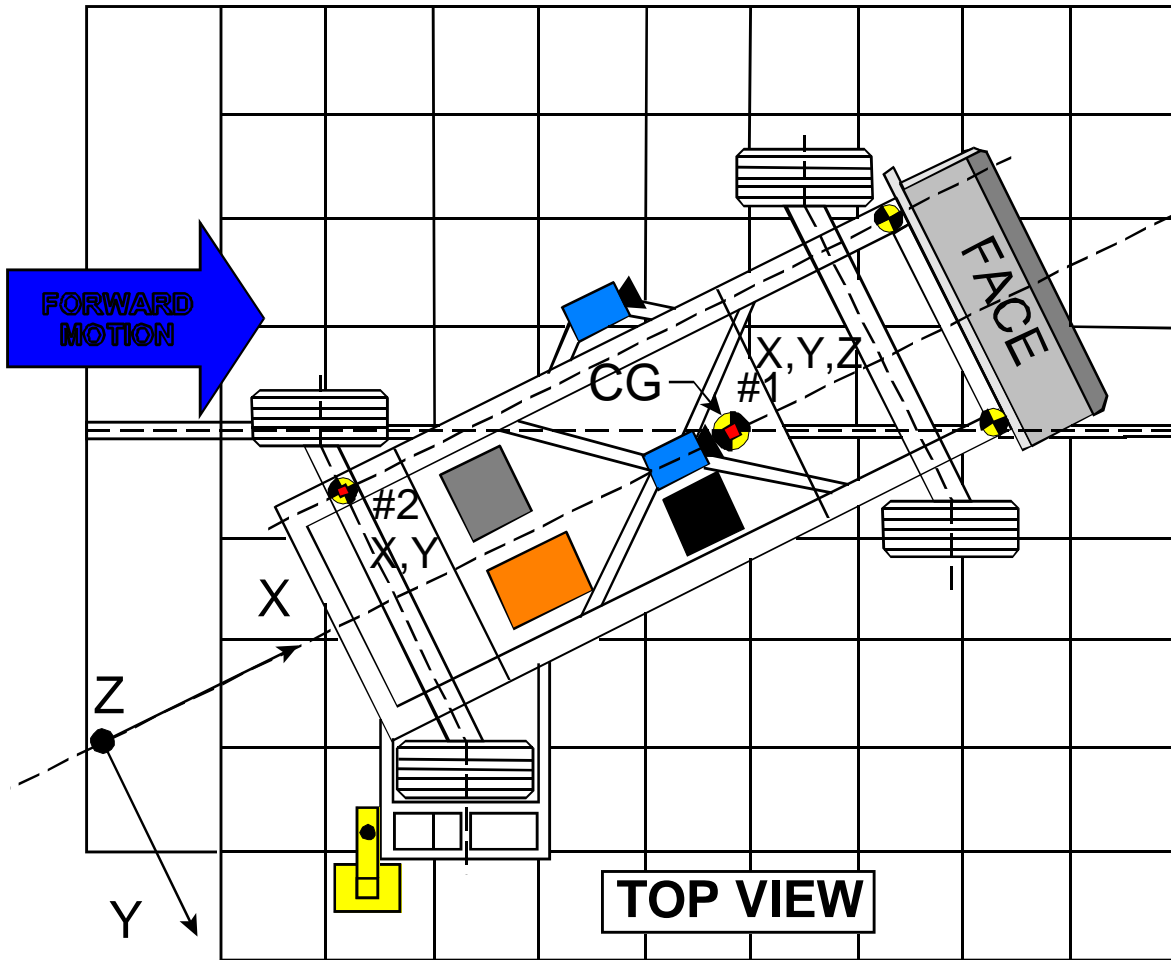 FORWARD
MOTION
FACE
X,Y,Z
CG
#1
#2
X,Y
X
Z
Y
TOP VIEW